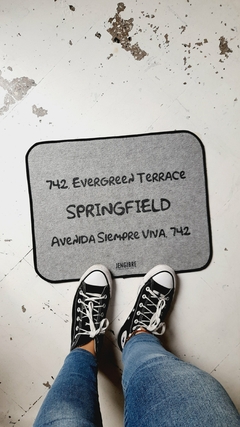 742, Evergreen Terrace
SPRINGFIELD
Avenida Siempre Viva, 742